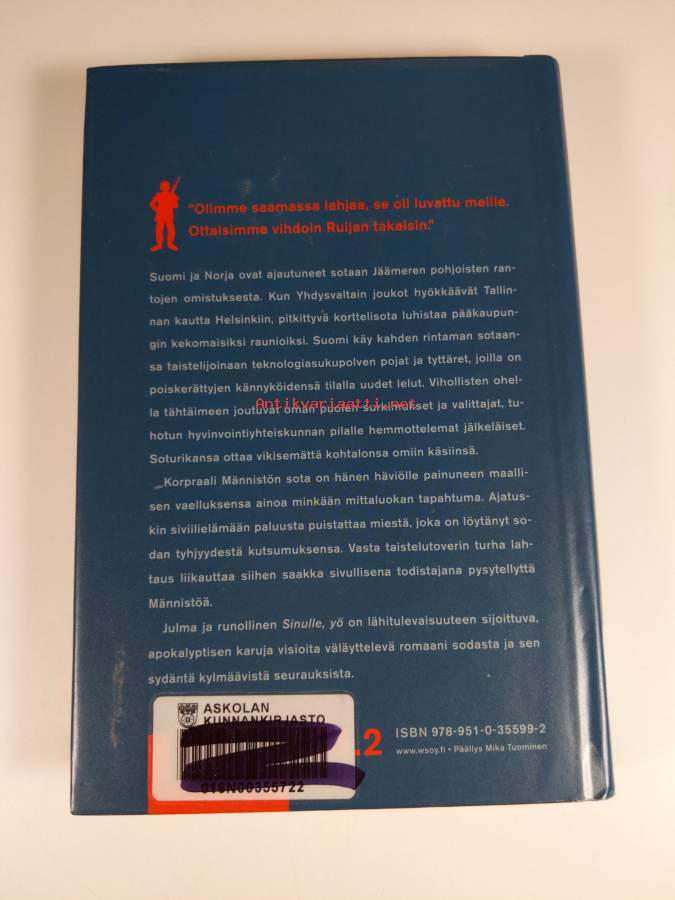 "Olimme saamassa lahjaa, se oli luvattu meille.
Ottaisimme vihdoin Ruijan takaisin."
Suomi ja Norja ovat ajautuneet sotaan Jäämeren pohjoisten ran-
tojen omistuksesta. Kun Yhdysvaltain joukot hyökkäävät Tallin-
nan kautta Helsinkiin, pitkittyvä korttelisota luhistaa pääkaupun-
gin kekomaisiksi raunioiksi. Suomi käy kahden rintaman sotaan-
sa taistelijoinaan teknologiasukupolven pojat ja tyttäret, joilla on
poiskerättyjen kännyköidensä tilalla uudet lelut. Vihollisten ohel-
Antikvariaatti.net
la tähtäimeen joutuvat oman puolen surkimukset ja valittajat, tu-
hotun hyvinvointiyhteiskunnan pilalle hemmottelemat jälkeläiset.
Soturikansa ottaa vikisemättä kohtalonsa omiin käsiinsä.
Korpraali Männistön sota on hänen häviölle painuneen maalli-
sen vaelluksensa ainoa minkään mittaluokan tapahtuma. Ajatus-
kin siviilielämään paluusta puistattaa miestä, joka on löytänyt so-
dan tyhjyydestä kutsumuksensa. Vasta taistelutoverin turha lah-
taus liikauttaa siihen saakka sivullisena todistajana pysytellyttä
Männistöä.
Julma ja runollinen Sinulle, yö on lähitulevaisuuteen sijoittuva,
apokalyptisen karuja visioita väläyttelevä romaani sodasta ja sen
sydäntä kylmäävistä seurauksista.
ASKOLAN
KUNNANKIRJASTO
018N00355722
.2
ISBN 978-951-0-35599-2
www.wsoy.fi • Päällys Mika Tuominen